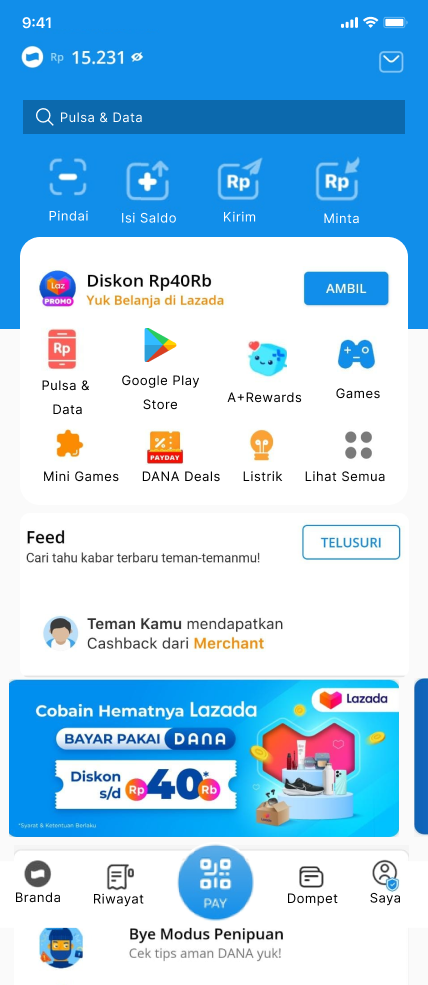 9:41
Rp 15.231
Pulsa & Data
Pindai
Isi Saldo
Kirim
Minta
Rp
Rp
Laz
PROMO
Diskon Rp40Rb
Yuk Belanja di Lazada
AMBIL
Rp
Pulsa &
Data
Google Play
Store
A+Rewards
Games
PAYDAY
Mini Games
DANA Deals
Listrik
Lihat Semua
Feed
Cari tahu kabar terbaru teman-temanmu!
TELUSURI
Teman Kamu mendapatkan
Cashback dari Merchant
Lazada
Cobain Hematnya Lazada
BAYAR PAKAI DANA
Diskon
s/d Rp 40 Rb*
*Syarat & Ketentuan Berlaku
Branda
Riwayat
PAY
Dompet
Saya
Bye Modus Penipuan
Cek tips aman DANA yuk!